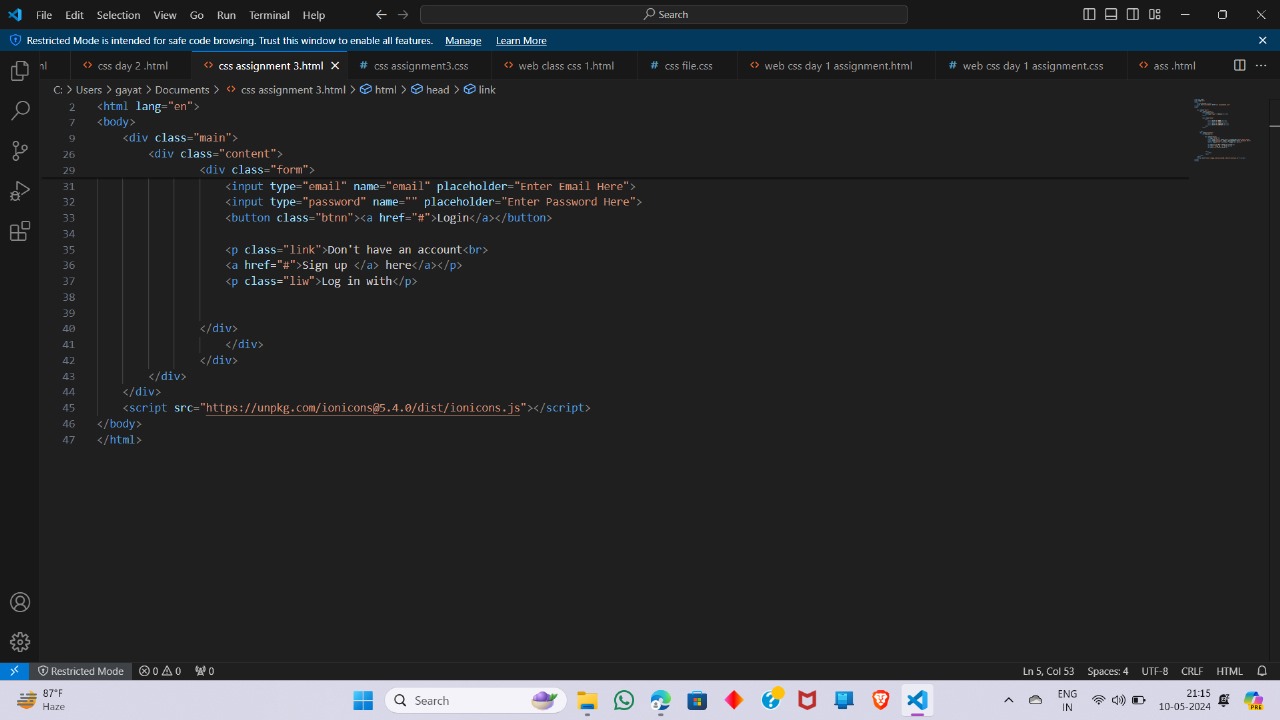 File Edit Selection View Go Run Terminal Help Search
Restricted Mode is intended for safe code browsing. Trust this window to enable all features. Manage Learn More
nl css day 2 .html css assignment 3.html css assignment3.css web class css 1.html css file.css web css day 1 assignment.html web css day 1 assignment.css ass .html
C: > Users > gayat > Documents > css assignment 3.html > html > head > link
2 <html lang="en">
7 <body>
9 <div class="main">
26 <div class="content">
29 <div class="form">
31 <input type="email" name="email" placeholder="Enter Email Here">
32 <input type="password" name="" placeholder="Enter Password Here">
33 <button class="btnn"><a href="#">Login</a></button>
34
35 <p class="link">Don't have an account<br>
36 <a href="#">Sign up </a> here</a></p>
37 <p class="liw">Log in with</p>
38
39
40 </div>
41 </div>
42 </div>
43 </div>
44 </div>
45 <script src="https://unpkg.com/ionicons@5.4.0/dist/ionicons.js"></script>
46 </body>
47 </html>
Restricted Mode 0 0 0 Ln 5, Col 53 Spaces: 4 UTF-8 CRLF HTML
87°F
Haze
Search
ENG
IN
21:15
10-05-2024
PRE